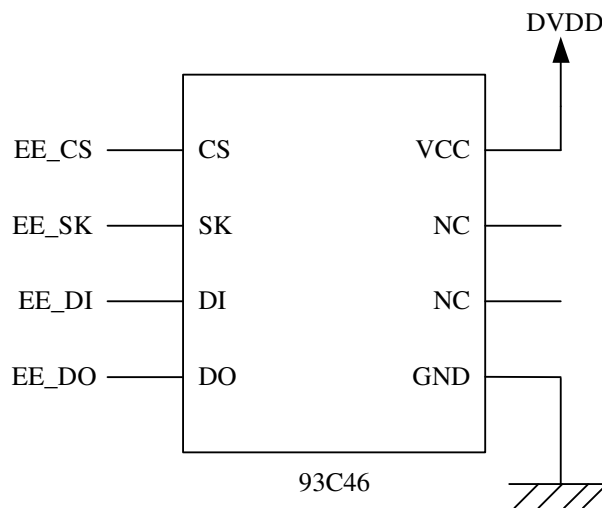 DVDD
EE_CS CS VCC
EE_SK SK NC
EE_DI DI NC
EE_DO DO GND
93C46